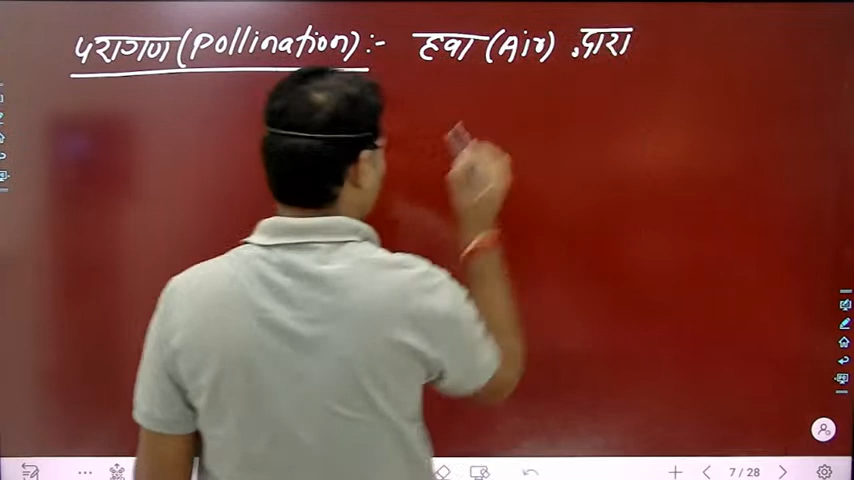 परागण (Pollination) :- हवा (Air) द्वारा
7 / 28